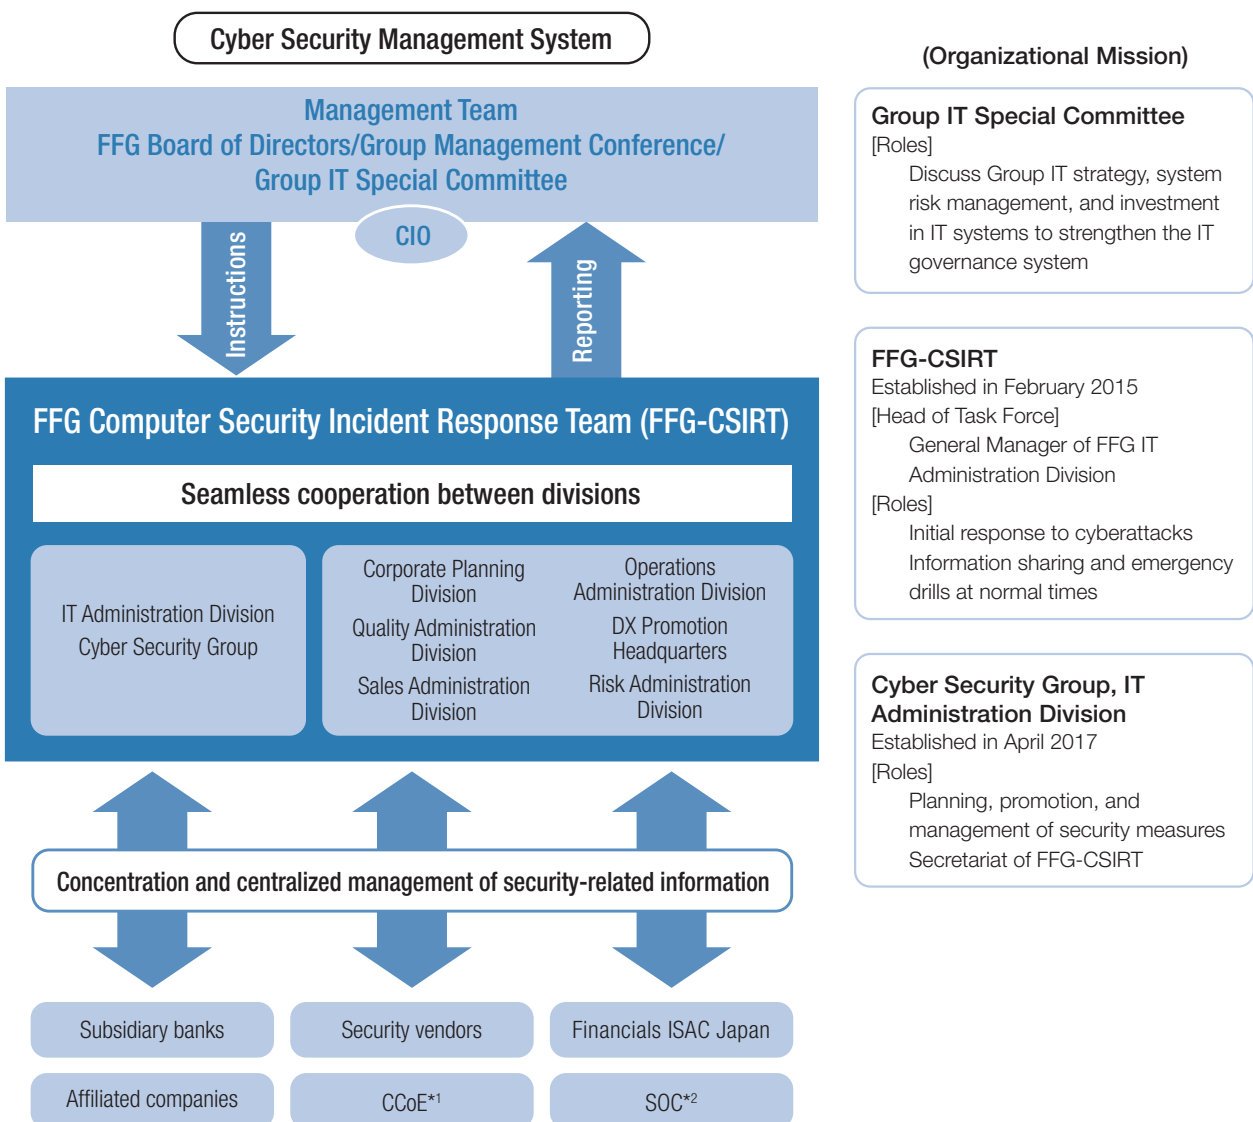 Cyber Security Management System
Management Team
FFG Board of Directors/Group Management Conference/
Group IT Special Committee
CIO
Instructions
Reporting
FFG Computer Security Incident Response Team (FFG-CSIRT)
Seamless cooperation between divisions
IT Administration Division
Cyber Security Group
Corporate Planning
Division
Quality Administration
Division
Sales Administration
Division
Operations
Administration Division
DX Promotion
Headquarters
Risk Administration
Division
Concentration and centralized management of security-related information
Subsidiary banks
Security vendors
Financials ISAC Japan
Affiliated companies
CCoE*1
SOC*2
(Organizational Mission)
Group IT Special Committee
[Roles]
Discuss Group IT strategy, system
risk management, and investment
in IT systems to strengthen the IT
governance system
FFG-CSIRT
Established in February 2015
[Head of Task Force]
General Manager of FFG IT
Administration Division
[Roles]
Initial response to cyberattacks
Information sharing and emergency
drills at normal times
Cyber Security Group, IT
Administration Division
Established in April 2017
[Roles]
Planning, promotion, and
management of security measures
Secretariat of FFG-CSIRT